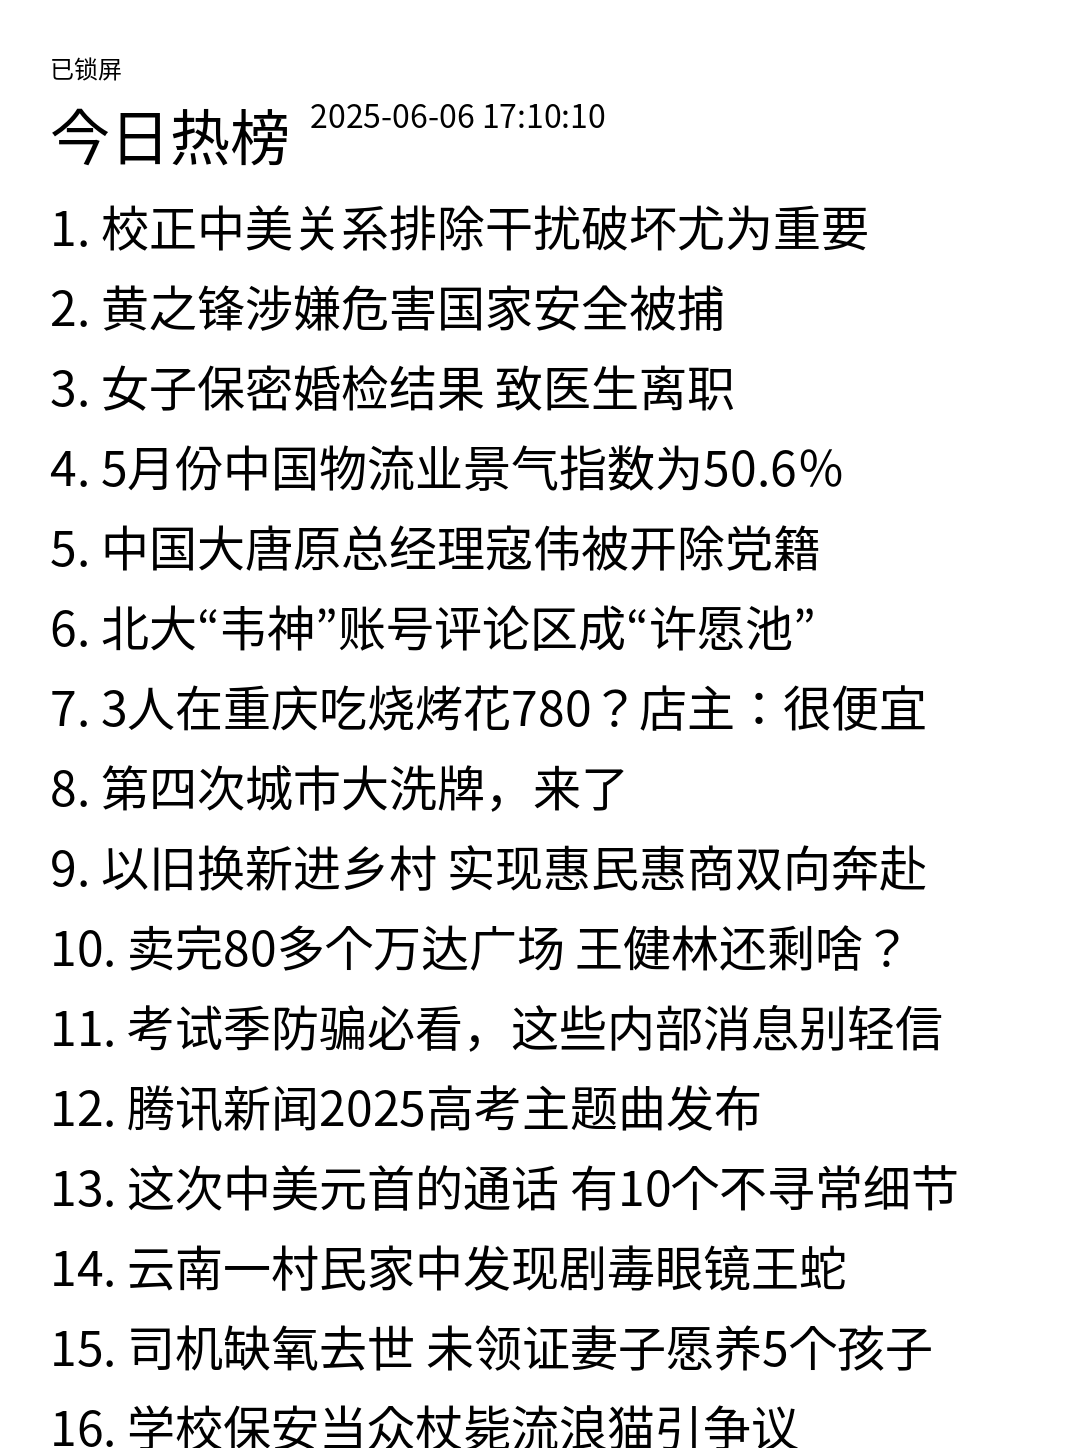 已锁屏
今日热榜 2025-06-06 17:10:10
1. 校正中美关系排除干扰破坏尤为重要
2. 黄之锋涉嫌危害国家安全被捕
3. 女子保密婚检结果 致医生离职
4. 5月份中国物流业景气指数为50.6%
5. 中国大唐原总经理寇伟被开除党籍
6. 北大“韦神”账号评论区成“许愿池”
7. 3人在重庆吃烧烤花780？店主：很便宜
8. 第四次城市大洗牌，来了
9. 以旧换新进乡村 实现惠民惠商双向奔赴
10. 卖完80多个万达广场 王健林还剩啥？
11. 考试季防骗必看，这些内部消息别轻信
12. 腾讯新闻2025高考主题曲发布
13. 这次中美元首的通话 有10个不寻常细节
14. 云南一村民家中发现剧毒眼镜王蛇
15. 司机缺氧去世 未领证妻子愿养5个孩子
16. 学校保安当众杖毙流浪猫引争议